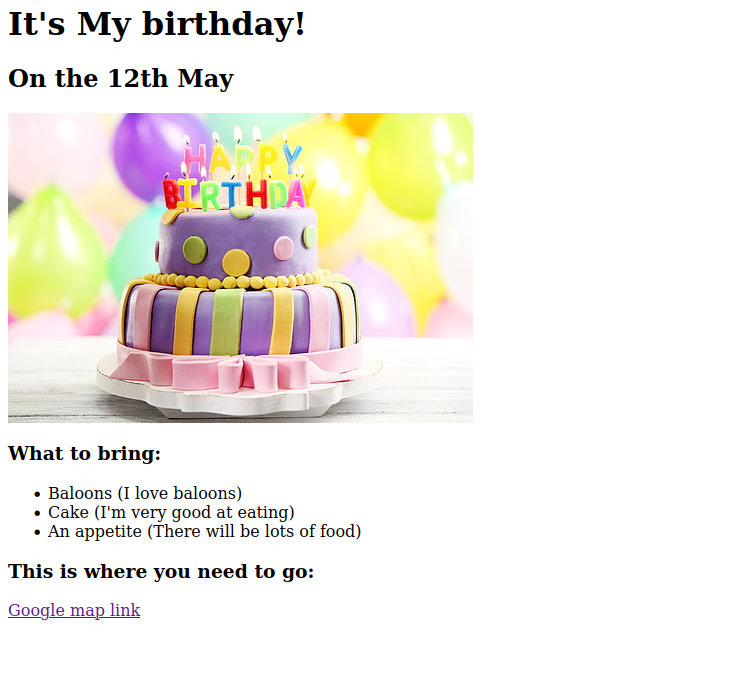 It's My birthday!
On the 12th May
HAPPY
BIRTHDAY
What to bring:
Baloons (I love baloons)
Cake (I'm very good at eating)
An appetite (There will be lots of food)
This is where you need to go:
Google map link